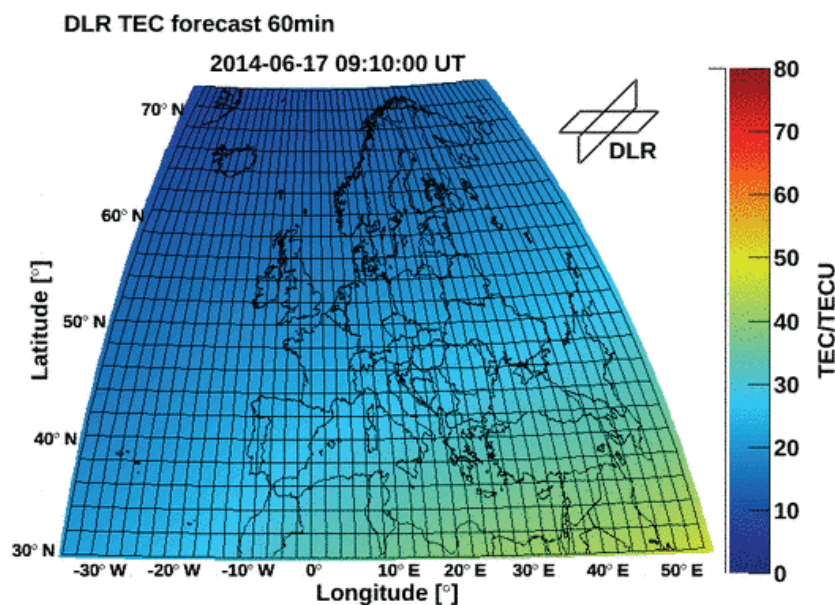 DLR TEC forecast 60min
2014-06-17 09:10:00 UT
70° N
60° N
50° N
40° N
30° N
Latitude [°]
-30° W -20° W -10° W 0° 10° E 20° E 30° E 40° E 50° E
Longitude [°]
DLR
80
70
60
50
40
30
20
10
0
TEC/TECU